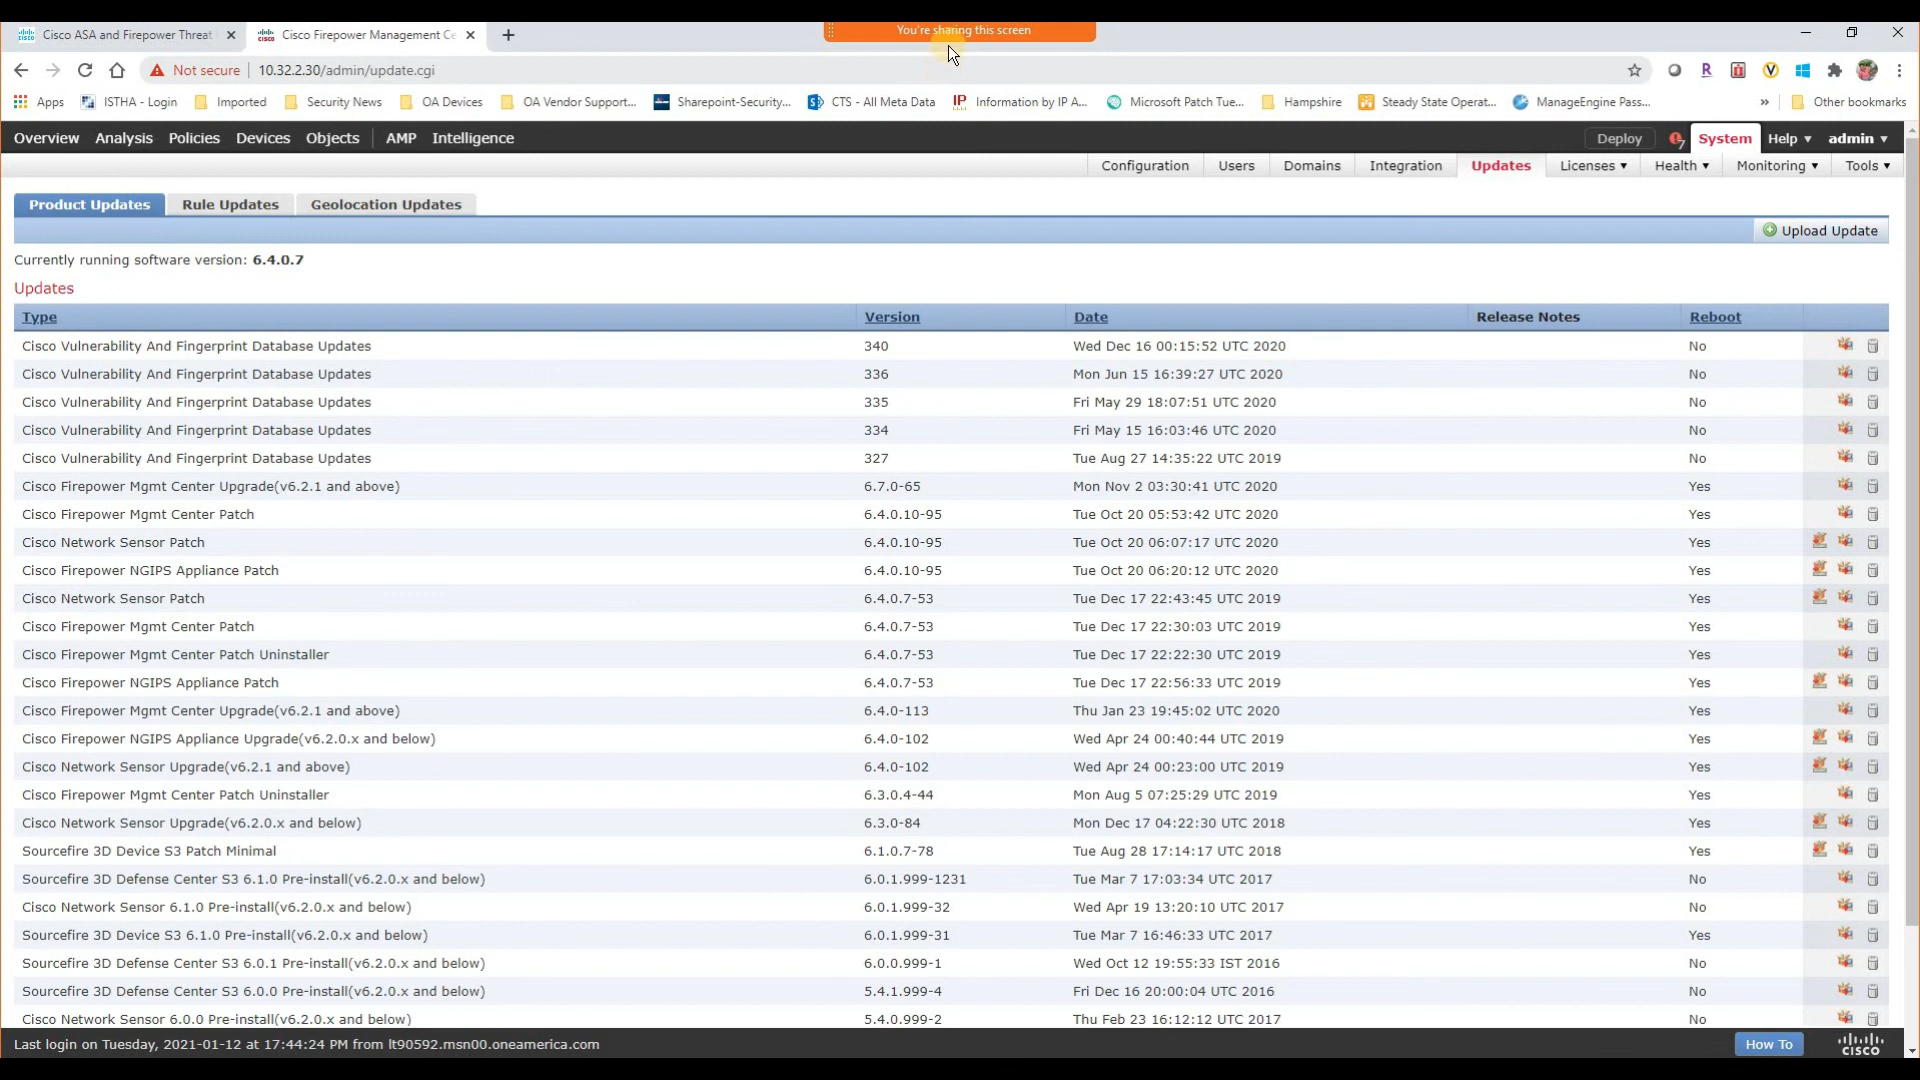 Cisco ASA and Firepower Threat
Cisco Firepower Management Ce
You're sharing this screen
Not secure
10.32.2.30/admin/update.cgi
Apps
ISTHA - Login
Imported
Security News
OA Devices
OA Vendor Support...
Sharepoint-Security...
CTS - All Meta Data
IP Information by IP A...
Microsoft Patch Tue...
Hampshire
Steady State Operat...
ManageEngine Pass...
»
Other bookmarks
Overview Analysis Policies Devices Objects AMP Intelligence
Deploy System Help admin
Configuration Users Domains Integration Updates Licenses Health Monitoring Tools
Product Updates Rule Updates Geolocation Updates
Upload Update
Currently running software version: 6.4.0.7
Updates
Type Version Date Release Notes Reboot
Cisco Vulnerability And Fingerprint Database Updates 340 Wed Dec 16 00:15:52 UTC 2020 No
Cisco Vulnerability And Fingerprint Database Updates 336 Mon Jun 15 16:39:27 UTC 2020 No
Cisco Vulnerability And Fingerprint Database Updates 335 Fri May 29 18:07:51 UTC 2020 No
Cisco Vulnerability And Fingerprint Database Updates 334 Fri May 15 16:03:46 UTC 2020 No
Cisco Vulnerability And Fingerprint Database Updates 327 Tue Aug 27 14:35:22 UTC 2019 No
Cisco Firepower Mgmt Center Upgrade(v6.2.1 and above) 6.7.0-65 Mon Nov 2 03:30:41 UTC 2020 Yes
Cisco Firepower Mgmt Center Patch 6.4.0.10-95 Tue Oct 20 05:53:42 UTC 2020 Yes
Cisco Network Sensor Patch 6.4.0.10-95 Tue Oct 20 06:07:17 UTC 2020 Yes
Cisco Firepower NGIPS Appliance Patch 6.4.0.10-95 Tue Oct 20 06:20:12 UTC 2020 Yes
Cisco Network Sensor Patch 6.4.0.7-53 Tue Dec 17 22:43:45 UTC 2019 Yes
Cisco Firepower Mgmt Center Patch 6.4.0.7-53 Tue Dec 17 22:30:03 UTC 2019 Yes
Cisco Firepower Mgmt Center Patch Uninstaller 6.4.0.7-53 Tue Dec 17 22:22:30 UTC 2019 Yes
Cisco Firepower NGIPS Appliance Patch 6.4.0.7-53 Tue Dec 17 22:56:33 UTC 2019 Yes
Cisco Firepower Mgmt Center Upgrade(v6.2.1 and above) 6.4.0-113 Thu Jan 23 19:45:02 UTC 2020 Yes
Cisco Firepower NGIPS Appliance Upgrade(v6.2.0.x and below) 6.4.0-102 Wed Apr 24 00:40:44 UTC 2019 Yes
Cisco Network Sensor Upgrade(v6.2.1 and above) 6.4.0-102 Wed Apr 24 00:23:00 UTC 2019 Yes
Cisco Firepower Mgmt Center Patch Uninstaller 6.3.0.4-44 Mon Aug 5 07:25:29 UTC 2019 Yes
Cisco Network Sensor Upgrade(v6.2.0.x and below) 6.3.0-84 Mon Dec 17 04:22:30 UTC 2018 Yes
Sourcefire 3D Device S3 Patch Minimal 6.1.0.7-78 Tue Aug 28 17:14:17 UTC 2018 Yes
Sourcefire 3D Defense Center S3 6.1.0 Pre-install(v6.2.0.x and below) 6.0.1.999-1231 Tue Mar 7 17:03:34 UTC 2017 No
Cisco Network Sensor 6.1.0 Pre-install(v6.2.0.x and below) 6.0.1.999-32 Wed Apr 19 13:20:10 UTC 2017 No
Sourcefire 3D Device S3 6.1.0 Pre-install(v6.2.0.x and below) 6.0.1.999-31 Tue Mar 7 16:46:33 UTC 2017 Yes
Sourcefire 3D Defense Center S3 6.0.1 Pre-install(v6.2.0.x and below) 6.0.0.999-1 Wed Oct 12 19:55:33 IST 2016 No
Sourcefire 3D Defense Center S3 6.0.0 Pre-install(v6.2.0.x and below) 5.4.1.999-4 Fri Dec 16 20:00:04 UTC 2016 No
Cisco Network Sensor 6.0.0 Pre-install(v6.2.0.x and below) 5.4.0.999-2 Thu Feb 23 16:12:12 UTC 2017 No
Last login on Tuesday, 2021-01-12 at 17:44:24 PM from lt90592.msn00.oneamerica.com
How To
CISCO